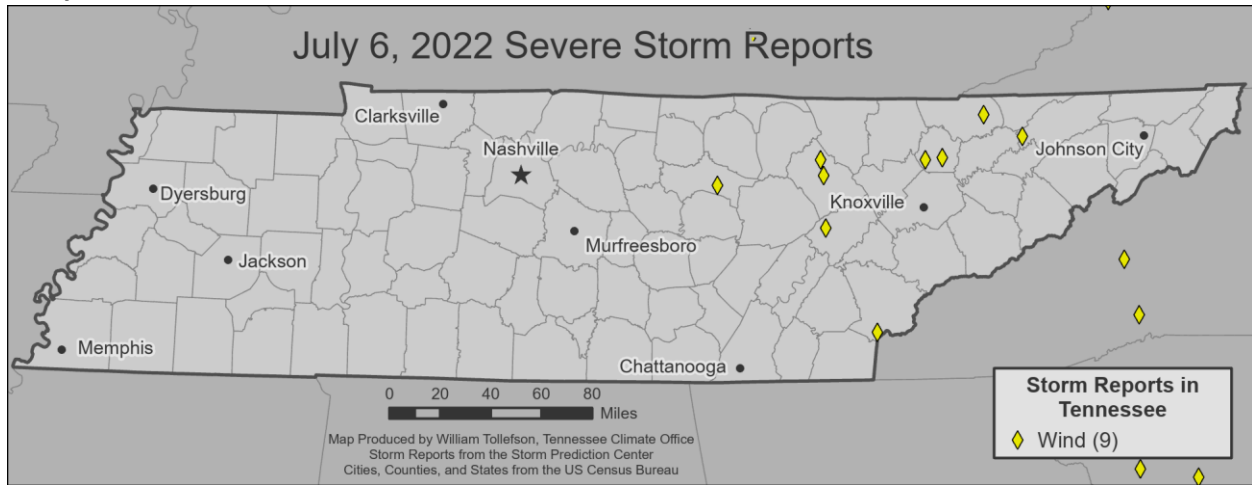 July 6, 2022 Severe Storm Reports
Clarksville
Nashville
Johnson City
Dyersburg
Knoxville
Murfreesboro
Jackson
Memphis
Chattanooga
0 20 40 60 80
Miles
Map Produced by William Tollefson, Tennessee Climate Office
Storm Reports from the Storm Prediction Center
Cities, Counties, and States from the US Census Bureau
Storm Reports in
Tennessee
Wind (9)